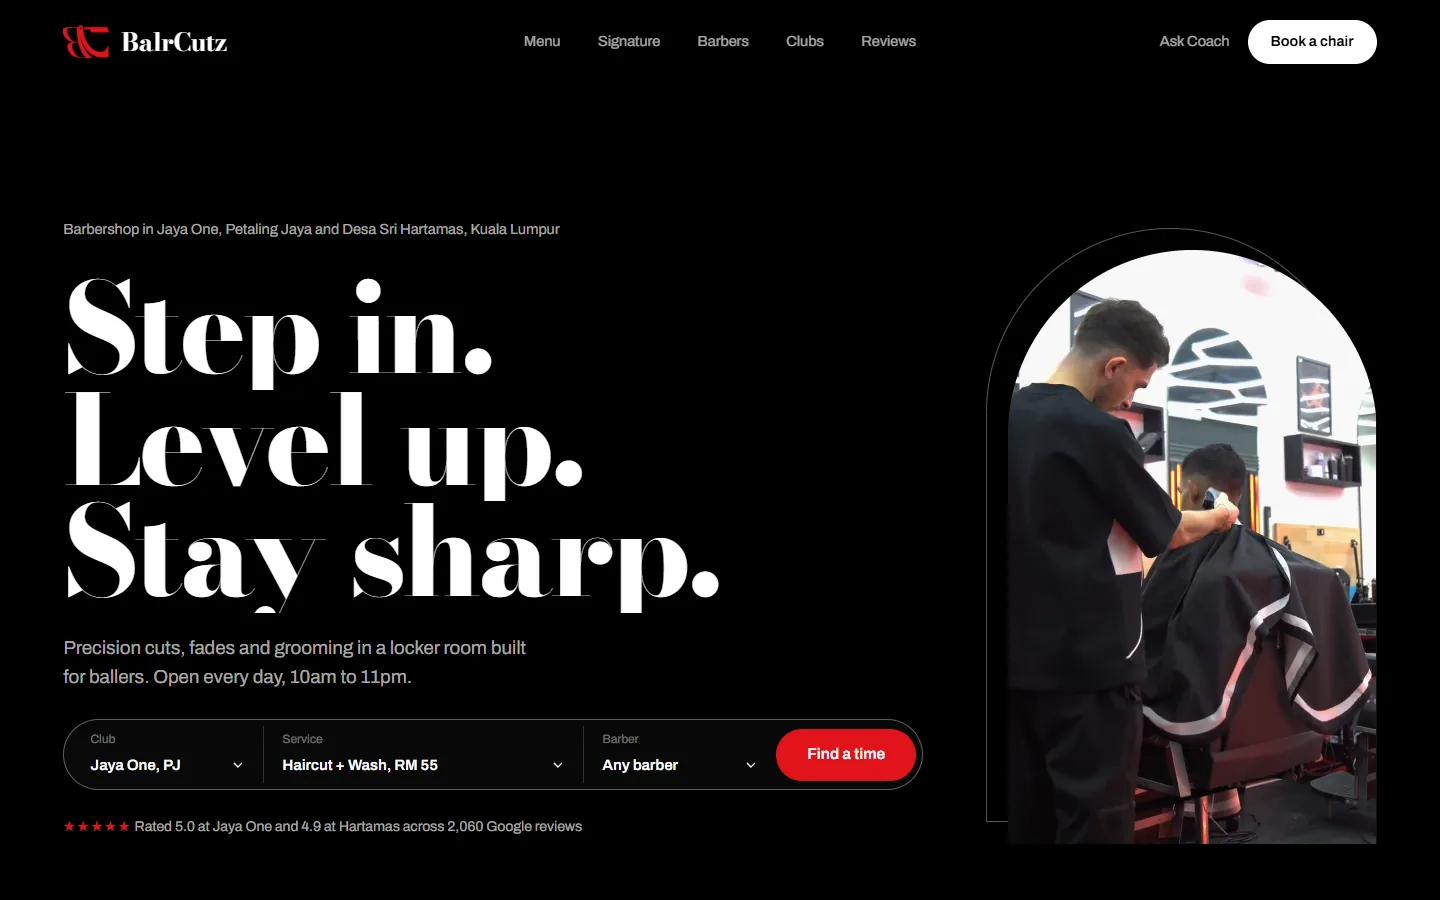 BalrCutz
Menu
Signature
Barbers
Clubs
Reviews
Ask Coach
Book a chair
Barbershop in Jaya One, Petaling Jaya and Desa Sri Hartamas, Kuala Lumpur
Step in.
Level up.
Stay sharp.
Precision cuts, fades and grooming in a locker room built
for ballers. Open every day, 10am to 11pm.
Club
Jaya One, PJ
Service
Haircut + Wash, RM 55
Barber
Any barber
Find a time
★★★★★ Rated 5.0 at Jaya One and 4.9 at Hartamas across 2,060 Google reviews